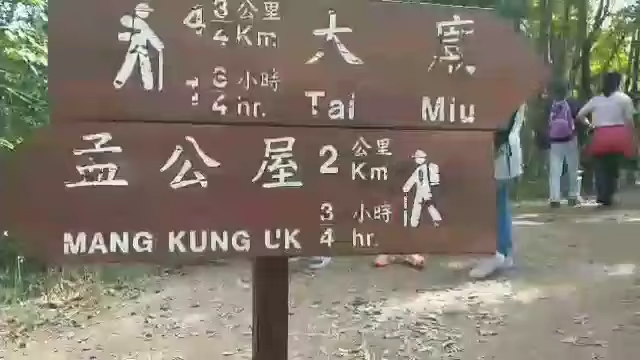 4 3/4 公里 Km.
大廟
1 3/4 小時 hr.
Tai Miu
孟公屋
2 公里 Km
MANG KUNG U'K
3/4 小時 hr.